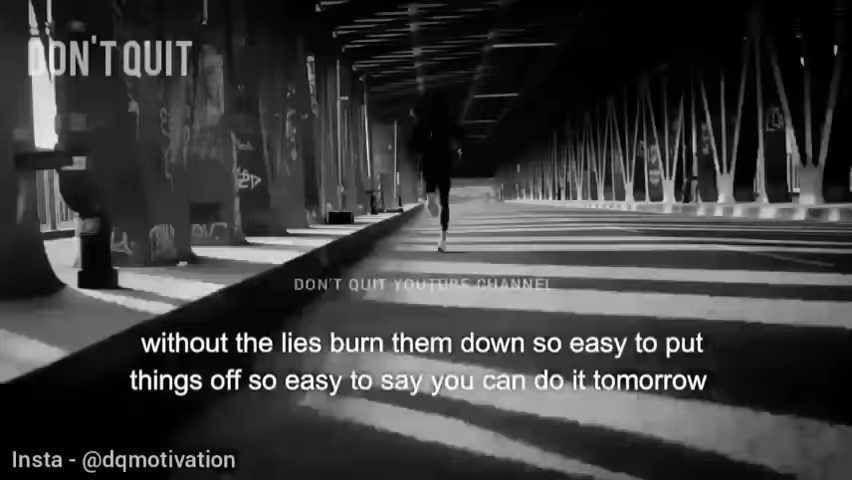 DON'T QUIT
DON'T QUIT YOUTUBE CHANNEL
without the lies burn them down so easy to put
things off so easy to say you can do it tomorrow
Insta - @dqmotivation